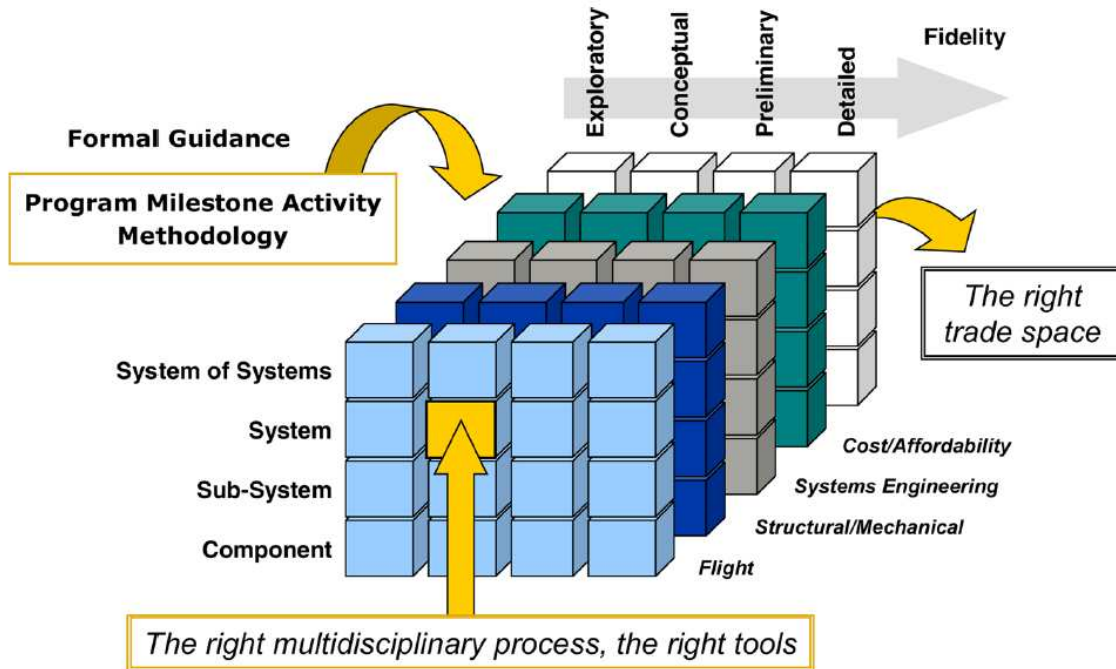 Exploratory
Conceptual
Preliminary
Detailed
Fidelity
Formal Guidance
Program Milestone Activity
Methodology
The right
trade space
System of Systems
System
Sub-System
Component
Cost/Affordability
Systems Engineering
Structural/Mechanical
Flight
The right multidisciplinary process, the right tools